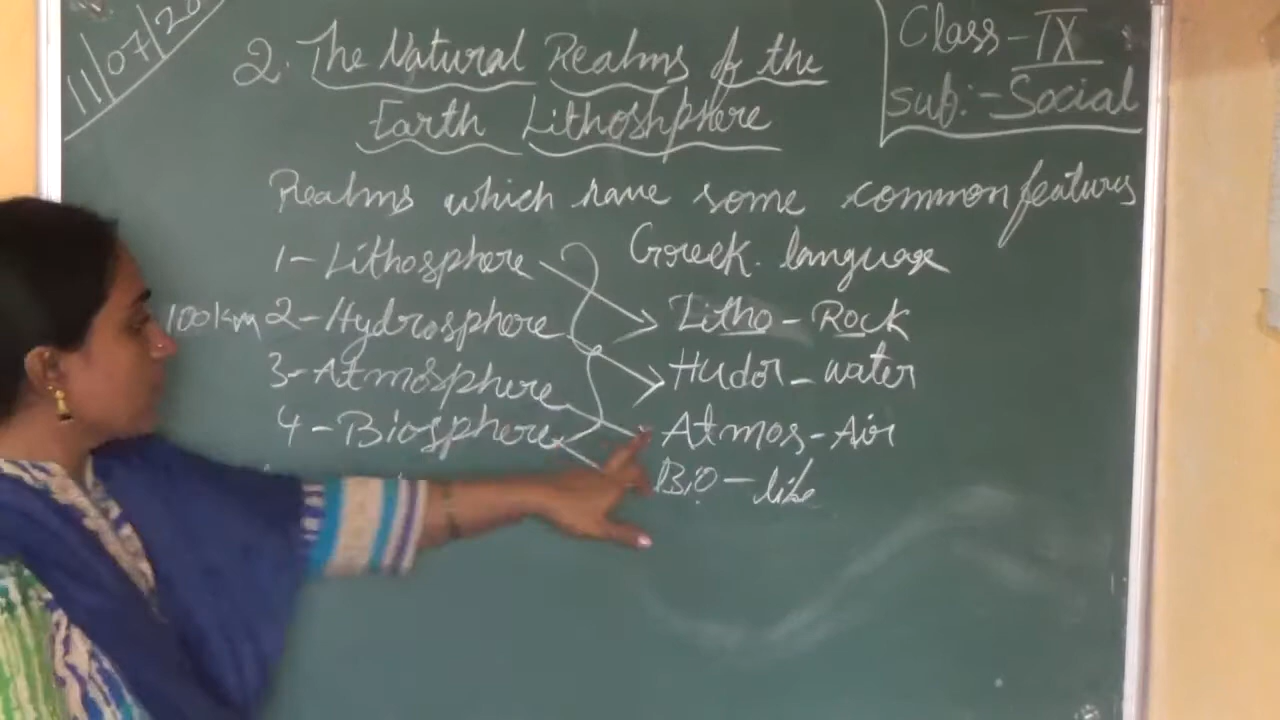 11/07/20
Class - IX
Sub:- Social
2. The Natural Realms of the
Earth Lithoshphere
Realms which have some common features
Greek language
1- Lithosphere
Litho - Rock
100km 2- Hydrosphere
Hudor - water
3- Atmosphere
Atmos - Air
4- Biosphere
Bio - life